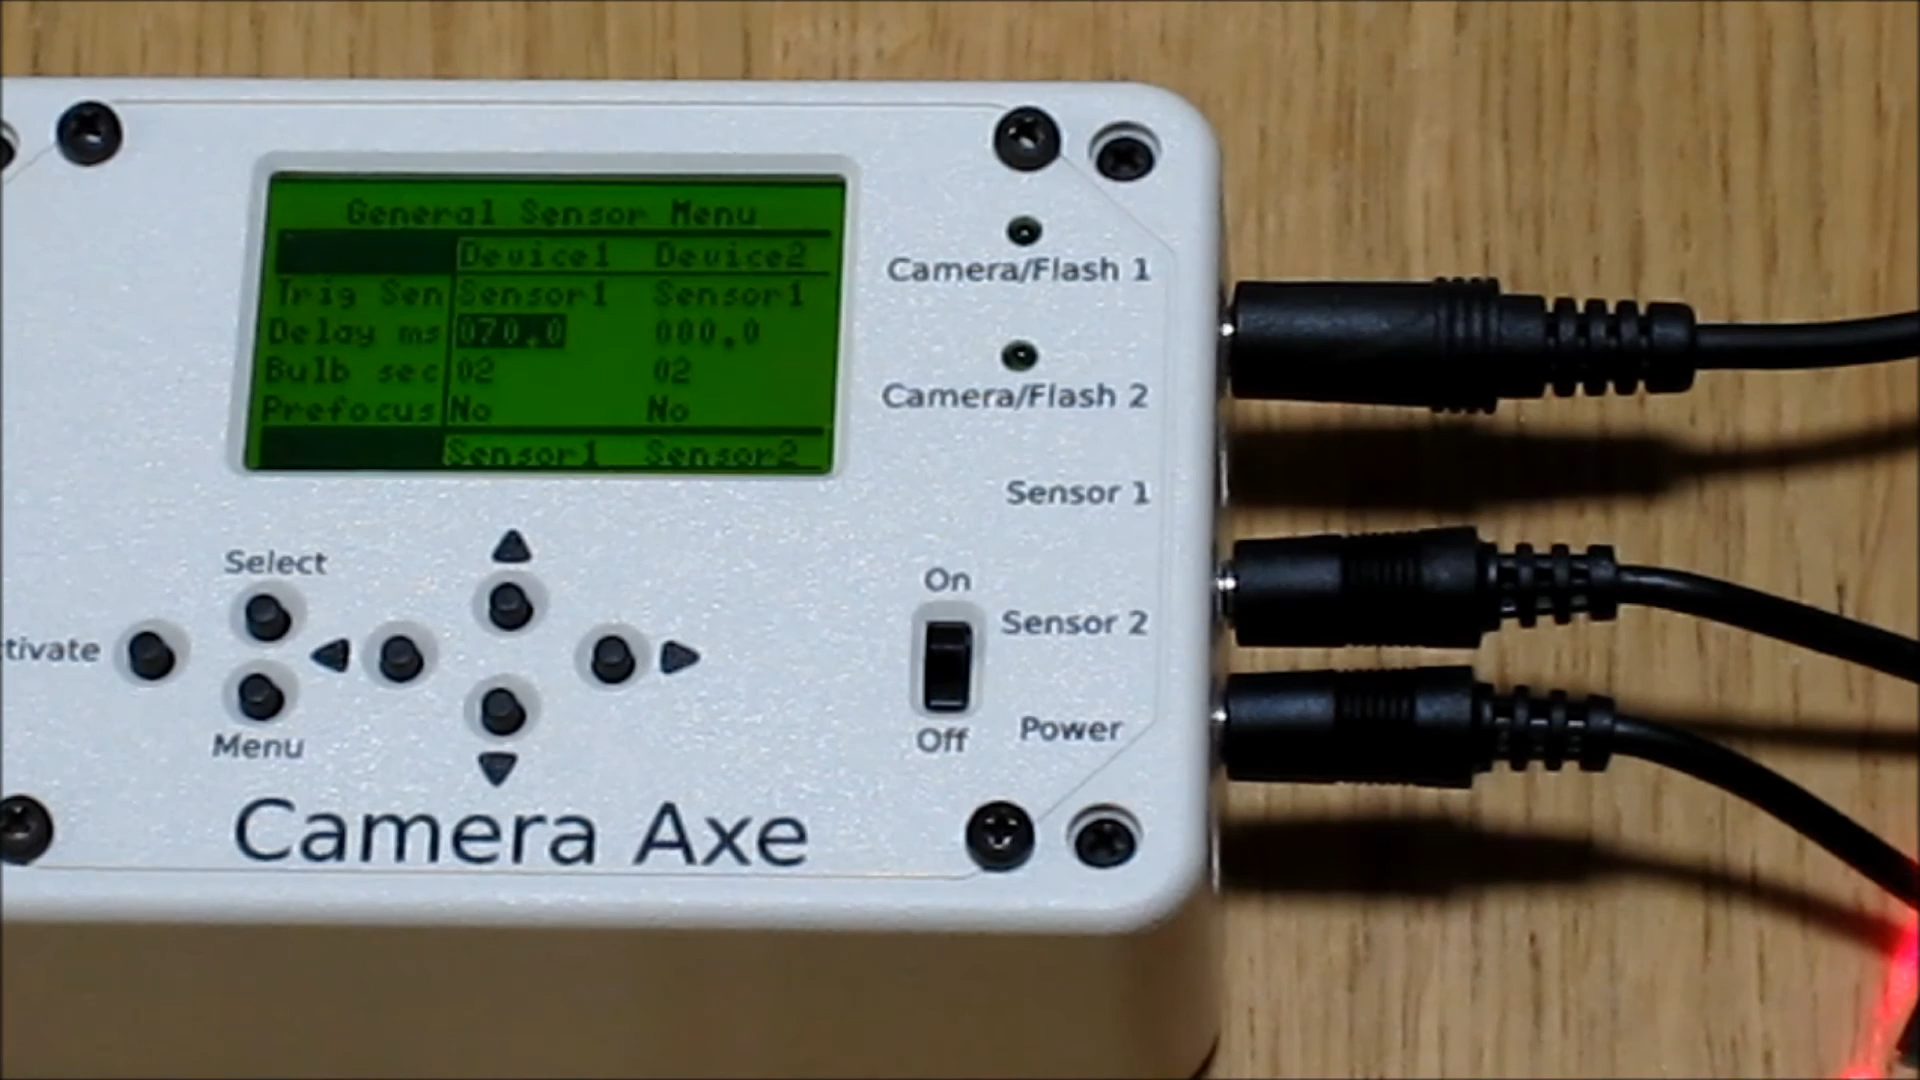 General Sensor Menu
Device1 Device2
Trig Sen Sensor1 Sensor1
Delay ms 070.0 000.0
Bulb sec 02 02
Prefocus No No
Sensor1 Sensor2
Camera/Flash 1
Camera/Flash 2
Sensor 1
Sensor 2
Power
On
Off
Select
tivate
Menu
Camera Axe